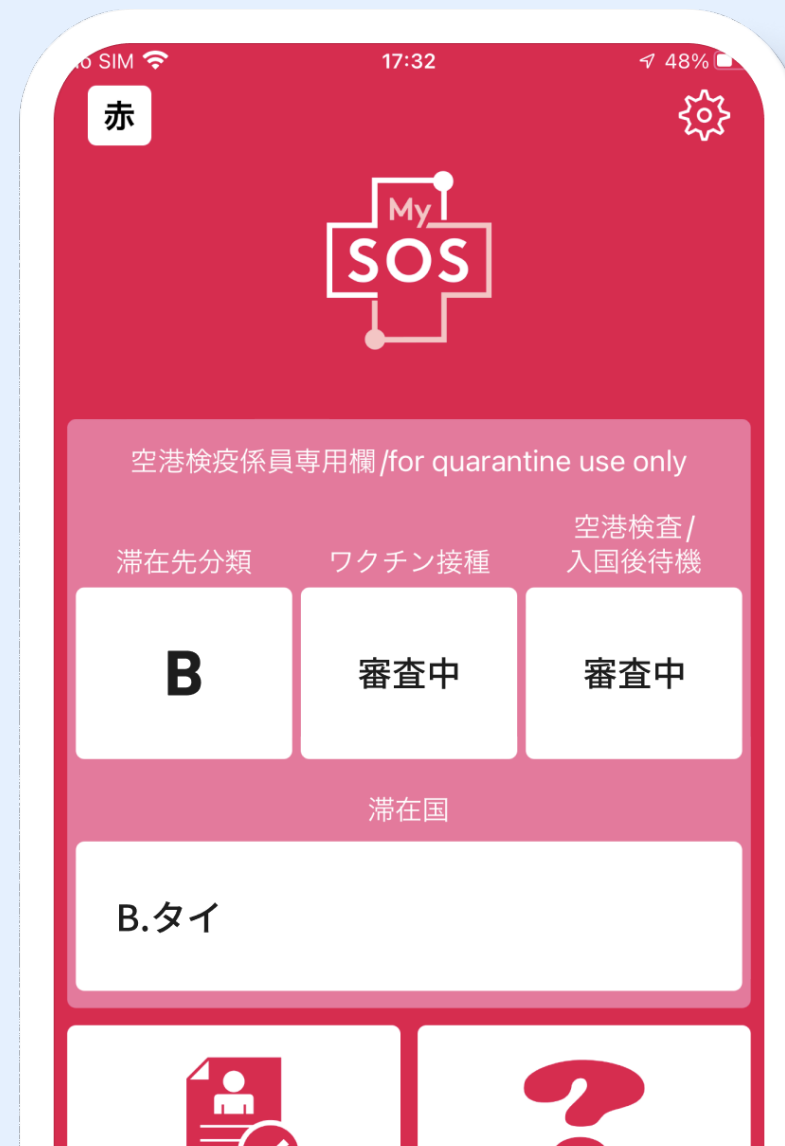 SIM
17:32
48%
赤
My
SOS
空港検疫係員専用欄/for quarantine use only
滞在先分類
ワクチン接種
空港検査/
入国後待機
B
審査中
審査中
滞在国
B.タイ